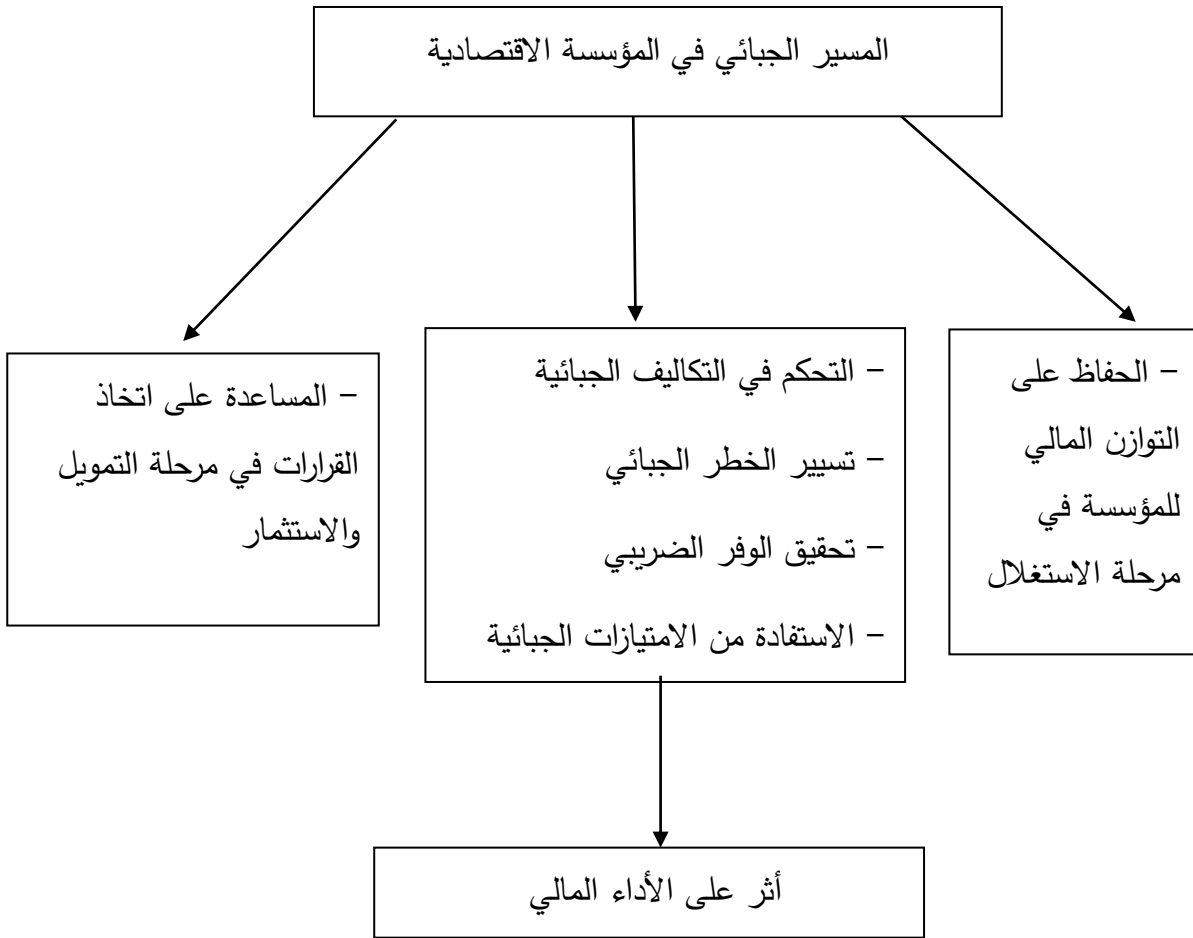 المسير الجبائي في المؤسسة الاقتصادية
– الحفاظ على
التوازن المالي
للمؤسسة في
مرحلة الاستغلال
– التحكم في التكاليف الجبائية
– تسيير الخطر الجبائي
– تحقيق الوفر الضريبي
– الاستفادة من الامتيازات الجبائية
– المساعدة على اتخاذ
القرارات في مرحلة التمويل
والاستثمار
أثر على الأداء المالي